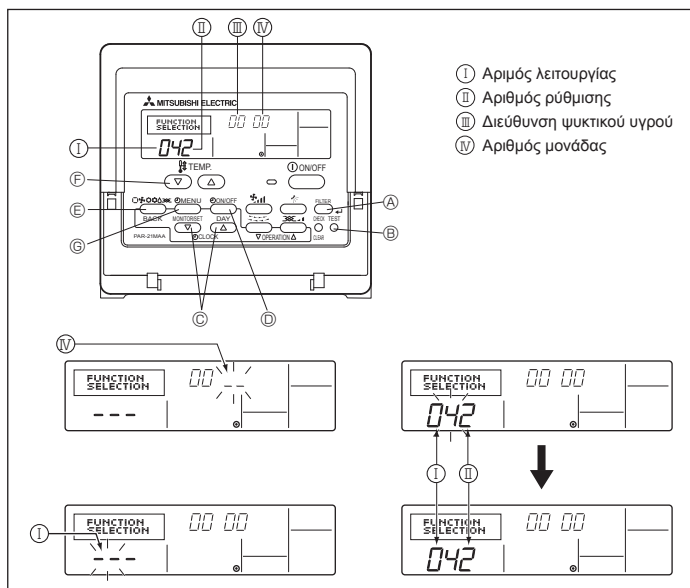 Ⅱ Ⅲ Ⅳ
MITSUBISHI ELECTRIC
FUNCTION
SELECTION
00 00
Ⅰ
042
TEMP.
ON/OFF
Ⓕ
Ⓔ
MENU
ON/OFF
FILTER
Ⓐ
BACK
MONITOR/SET
DAY
CHECK TEST
Ⓑ
Ⓖ
PAR-21MAA
CLOCK
OPERATION
CLEAR
Ⓒ
Ⓓ
Ⅰ Αριμός λειτουργίας
Ⅱ Αριθμός ρύθμισης
Ⅲ Διεύθυνση ψυκτικού υγρού
Ⅳ Αριθμός μονάδας
Ⅳ
FUNCTION
SELECTION
00 --
---
FUNCTION
SELECTION
00 00
042
Ⅰ Ⅱ
Ⅰ
FUNCTION
SELECTION
00 00
---
FUNCTION
SELECTION
00 00
042